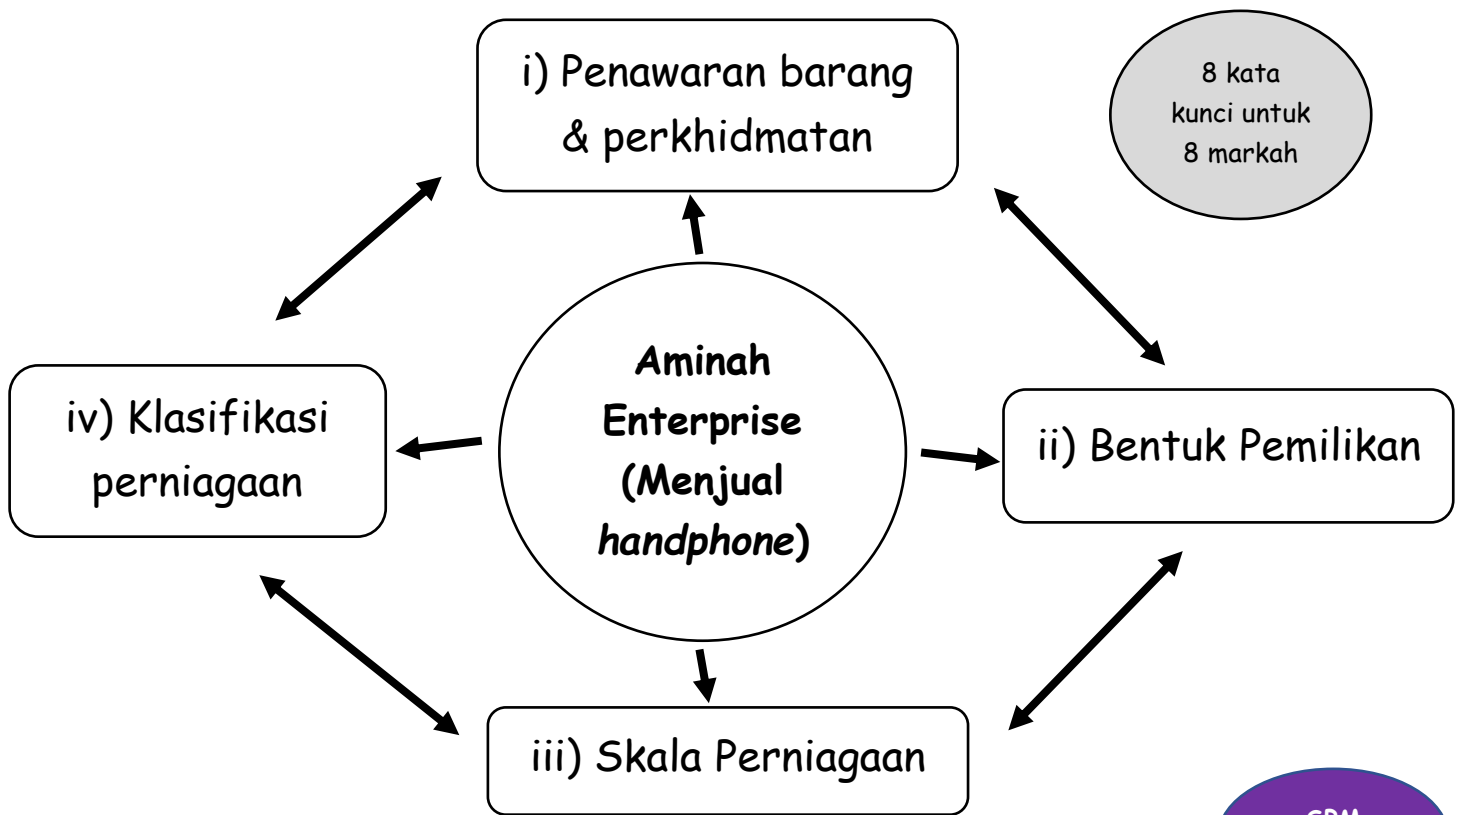 i) Penawaran barang
& perkhidmatan
8 kata
kunci untuk
8 markah
Aminah
Enterprise
(Menjual
handphone)
iv) Klasifikasi
perniagaan
ii) Bentuk Pemilikan
iii) Skala Perniagaan